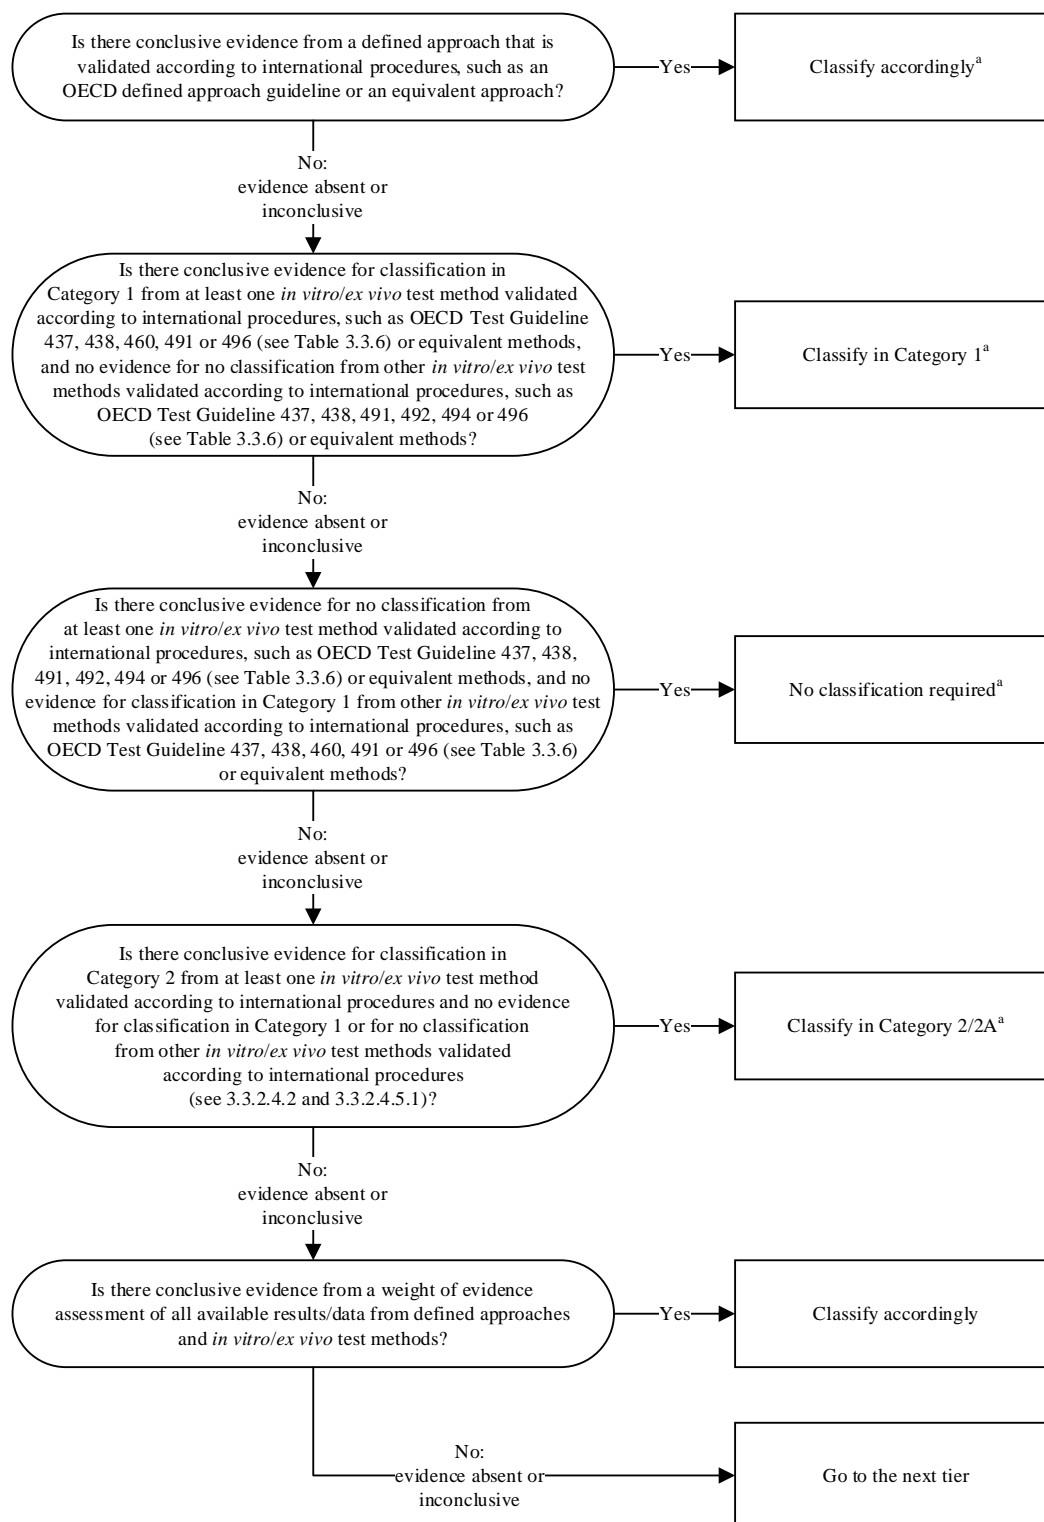 Is there conclusive evidence from a defined approach that is
validated according to international procedures, such as an
OECD defined approach guideline or an equivalent approach?
Yes
Classify accordinglyᵃ
No:
evidence absent or
inconclusive
Is there conclusive evidence for classification in
Category 1 from at least one in vitro/ex vivo test method validated
according to international procedures, such as OECD Test Guideline
437, 438, 460, 491 or 496 (see Table 3.3.6) or equivalent methods,
and no evidence for no classification from other in vitro/ex vivo test
methods validated according to international procedures, such as
OECD Test Guideline 437, 438, 491, 492, 494 or 496
(see Table 3.3.6) or equivalent methods?
Yes
Classify in Category 1ᵃ
No:
evidence absent or
inconclusive
Is there conclusive evidence for no classification from
at least one in vitro/ex vivo test method validated according to
international procedures, such as OECD Test Guideline 437, 438,
491, 492, 494 or 496 (see Table 3.3.6) or equivalent methods, and no
evidence for classification in Category 1 from other in vitro/ex vivo test
methods validated according to international procedures, such as
OECD Test Guideline 437, 438, 460, 491 or 496 (see Table 3.3.6)
or equivalent methods?
Yes
No classification requiredᵃ
No:
evidence absent or
inconclusive
Is there conclusive evidence for classification in
Category 2 from at least one in vitro/ex vivo test method
validated according to international procedures and no evidence
for classification in Category 1 or for no classification
from other in vitro/ex vivo test methods validated
according to international procedures
(see 3.3.2.4.2 and 3.3.2.4.5.1)?
Yes
Classify in Category 2/2Aᵃ
No:
evidence absent or
inconclusive
Is there conclusive evidence from a weight of evidence
assessment of all available results/data from defined approaches
and in vitro/ex vivo test methods?
Yes
Classify accordingly
No:
evidence absent or
inconclusive
Go to the next tier